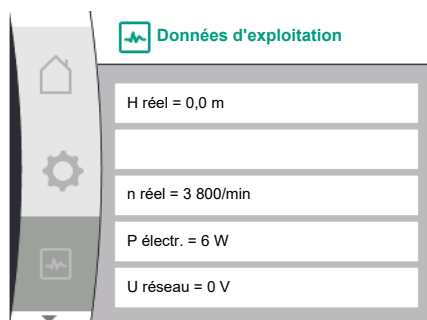 Données d'exploitation
H réel = 0,0 m
n réel = 3 800/min
P électr. = 6 W
U réseau = 0 V